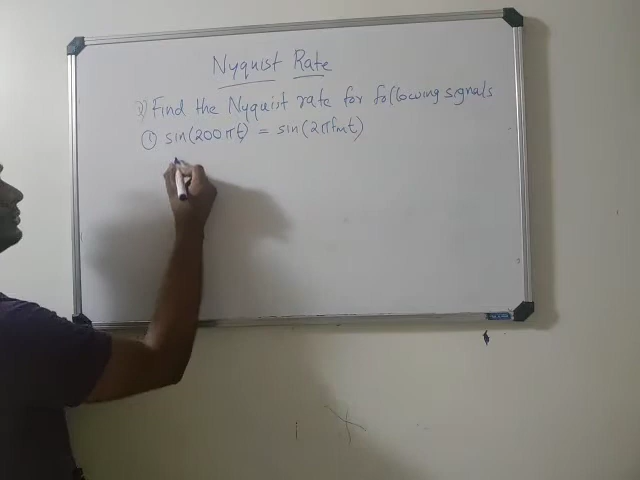 Nyquist Rate
Find the Nyquist rate for following signals
① sin(200πt) = sin(2πfmt)